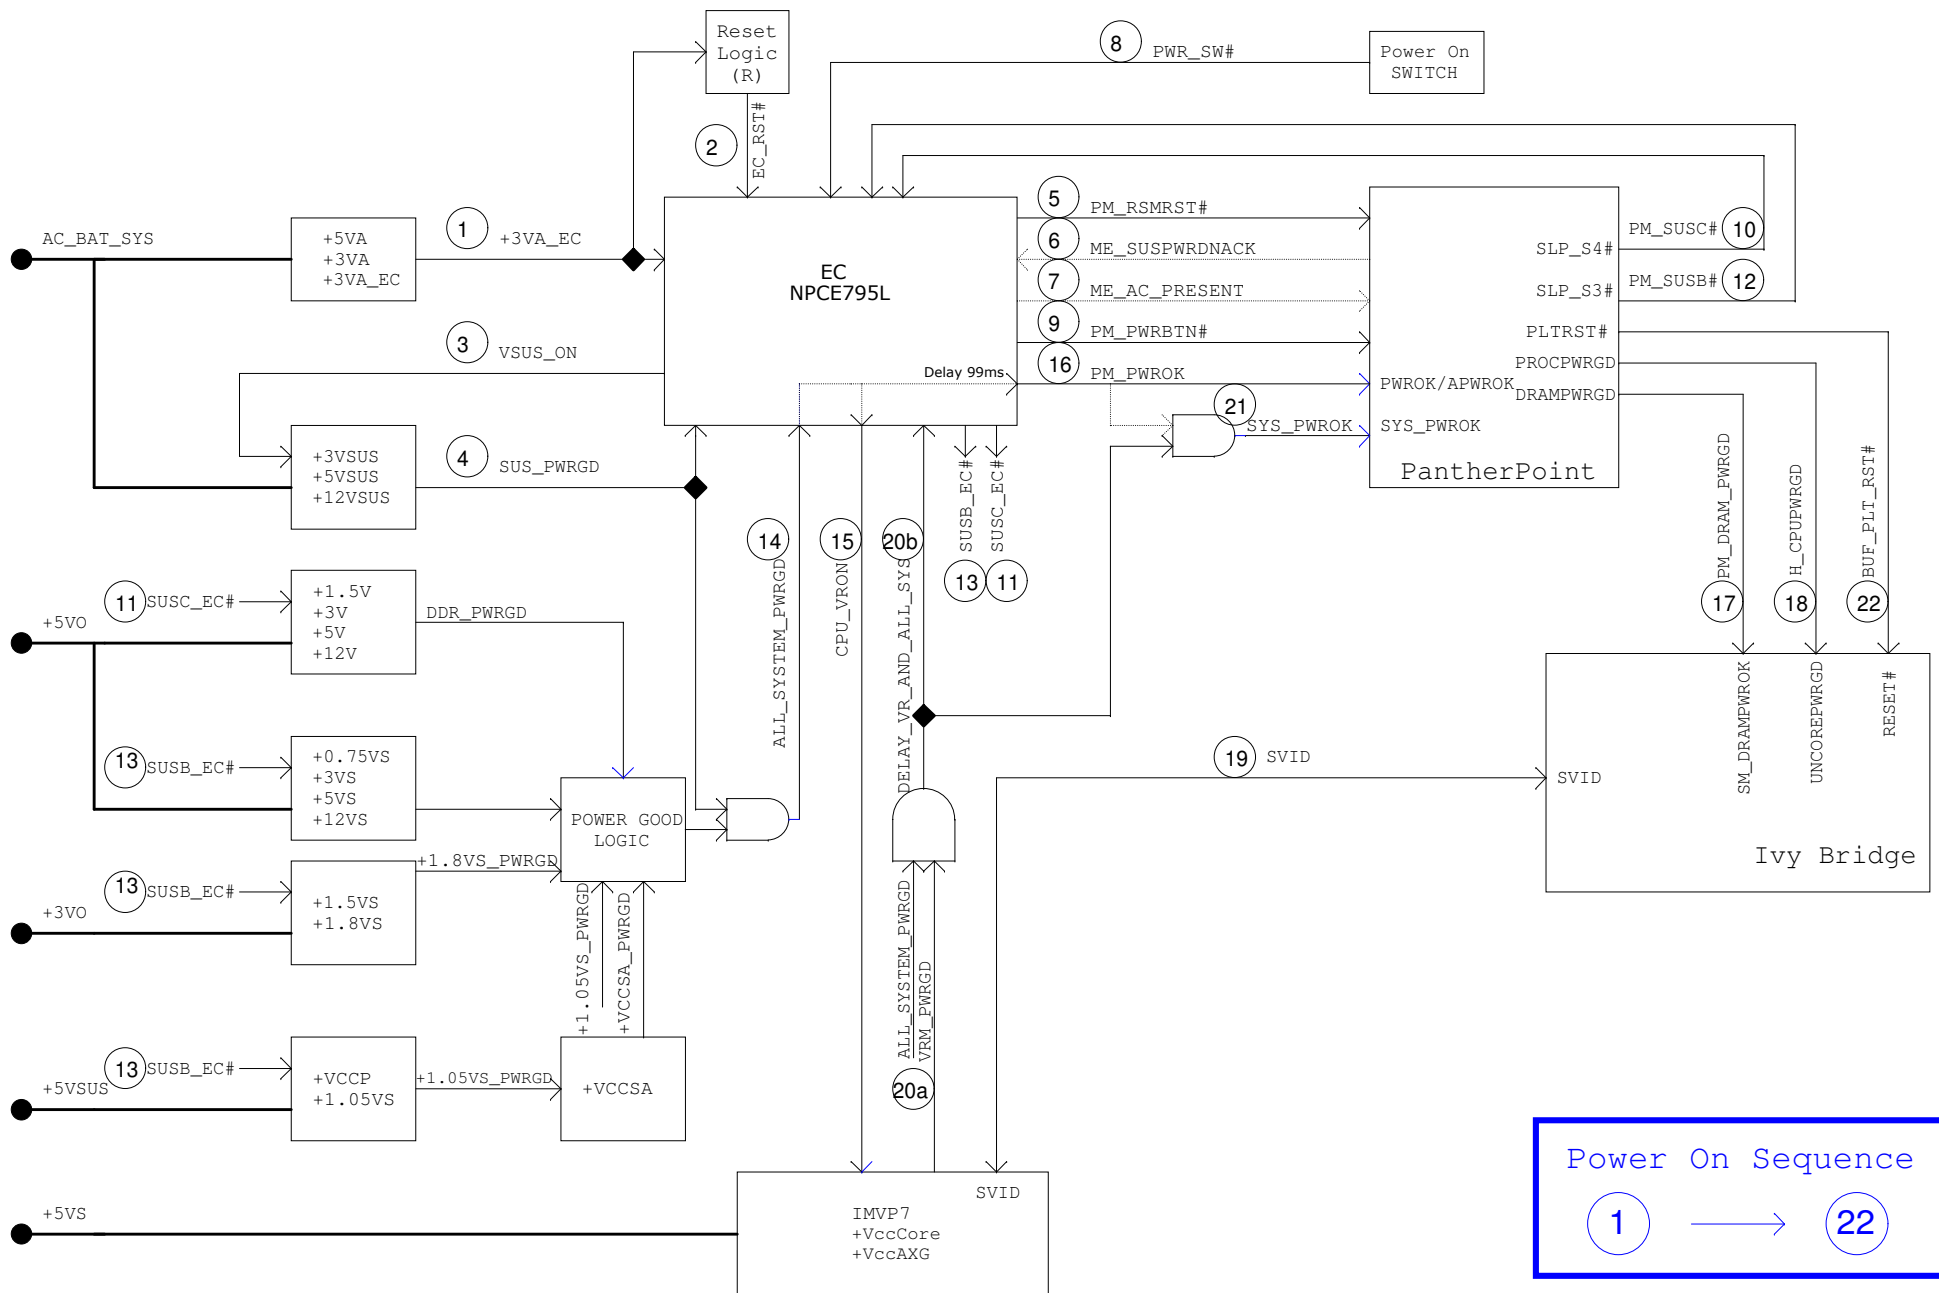 Reset
Logic
(R)
8
PWR_SW#
Power On
SWITCH
2
EC_RST#
AC_BAT_SYS
+5VA
+3VA
+3VA_EC
1
+3VA_EC
EC
NPCE795L
5
PM_RSMRST#
6
ME_SUSPWRDNACK
7
ME_AC_PRESENT
9
PM_PWRBTN#
16
PM_PWROK
Delay 99ms
SLP_S4#
PM_SUSC#
10
SLP_S3#
PM_SUSB#
12
PLTRST#
PROCPWRGD
PWROK/APWROK
DRAMPWRGD
21
SYS_PWROK
SYS_PWROK
PantherPoint
3
VSUS_ON
+3VSUS
+5VSUS
+12VSUS
4
SUS_PWRGD
14
ALL_SYSTEM_PWRGD
15
CPU_VRON
20b
DELAY_VR_AND_ALL_SYS
SUSB_EC#
13
SUSC_EC#
11
PM_DRAM_PWRGD
17
H_CPUPWRGD
18
BUF_PLT_RST#
22
11
SUSC_EC#
+5VO
+1.5V
+3V
+5V
+12V
DDR_PWRGD
13
SUSB_EC#
+0.75VS
+3VS
+5VS
+12VS
POWER GOOD
LOGIC
19
SVID
SVID
SM_DRAMPWROK
UNCOREPWRGD
RESET#
Ivy Bridge
13
SUSB_EC#
+3VO
+1.5VS
+1.8VS
+1.8VS_PWRGD
+1.05VS_PWRGD
+VCCSA_PWRGD
ALL_SYSTEM_PWRGD
VRM_PWRGD
20a
13
SUSB_EC#
+5VSUS
+VCCP
+1.05VS
+1.05VS_PWRGD
+VCCSA
+5VS
SVID
IMVP7
+VccCore
+VccAXG
Power On Sequence
1
22